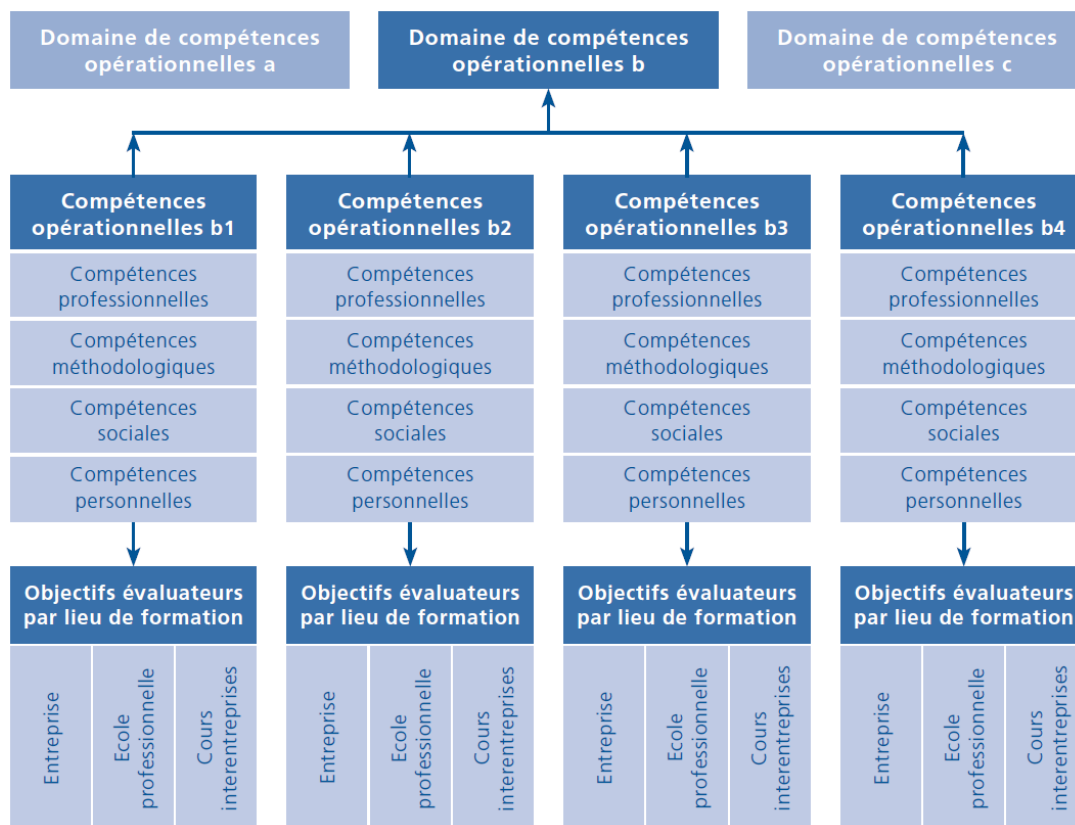 Domaine de compétences
opérationnelles a
Domaine de compétences
opérationnelles b
Domaine de compétences
opérationnelles c
Compétences
opérationnelles b1
Compétences
opérationnelles b2
Compétences
opérationnelles b3
Compétences
opérationnelles b4
Compétences
professionnelles
Compétences
professionnelles
Compétences
professionnelles
Compétences
professionnelles
Compétences
méthodologiques
Compétences
méthodologiques
Compétences
méthodologiques
Compétences
méthodologiques
Compétences
sociales
Compétences
sociales
Compétences
sociales
Compétences
sociales
Compétences
personnelles
Compétences
personnelles
Compétences
personnelles
Compétences
personnelles
Objectifs évaluateurs
par lieu de formation
Objectifs évaluateurs
par lieu de formation
Objectifs évaluateurs
par lieu de formation
Objectifs évaluateurs
par lieu de formation
Entreprise
Ecole
professionnelle
Cours
interentreprises
Entreprise
Ecole
professionnelle
Cours
interentreprises
Entreprise
Ecole
professionnelle
Cours
interentreprises
Entreprise
Ecole
professionnelle
Cours
interentreprises